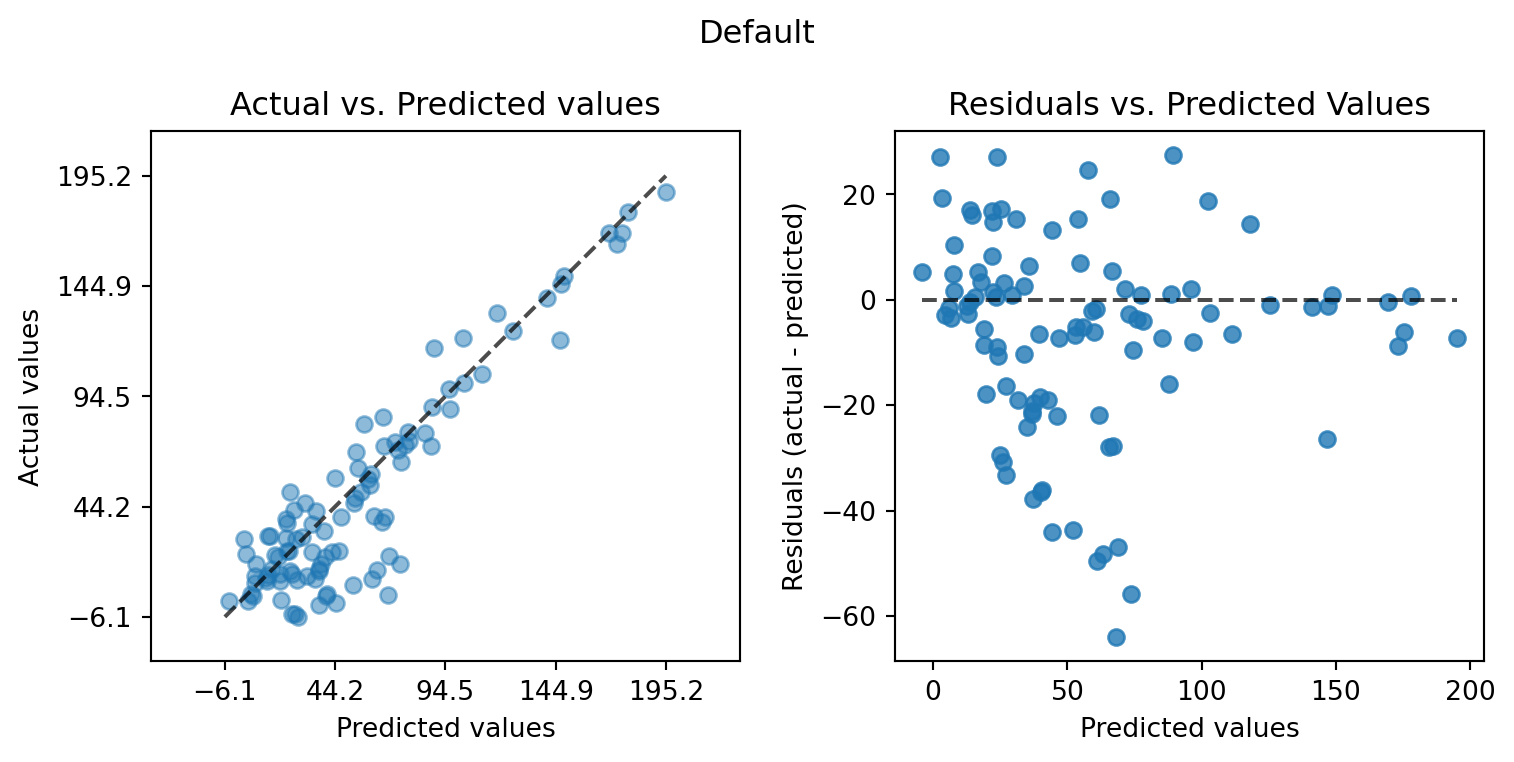 Default
Actual vs. Predicted values
Actual values
195.2
144.9
94.5
44.2
−6.1
−6.1 44.2 94.5 144.9 195.2
Predicted values
Residuals vs. Predicted Values
Residuals (actual - predicted)
20
0
−20
−40
−60
0 50 100 150 200
Predicted values